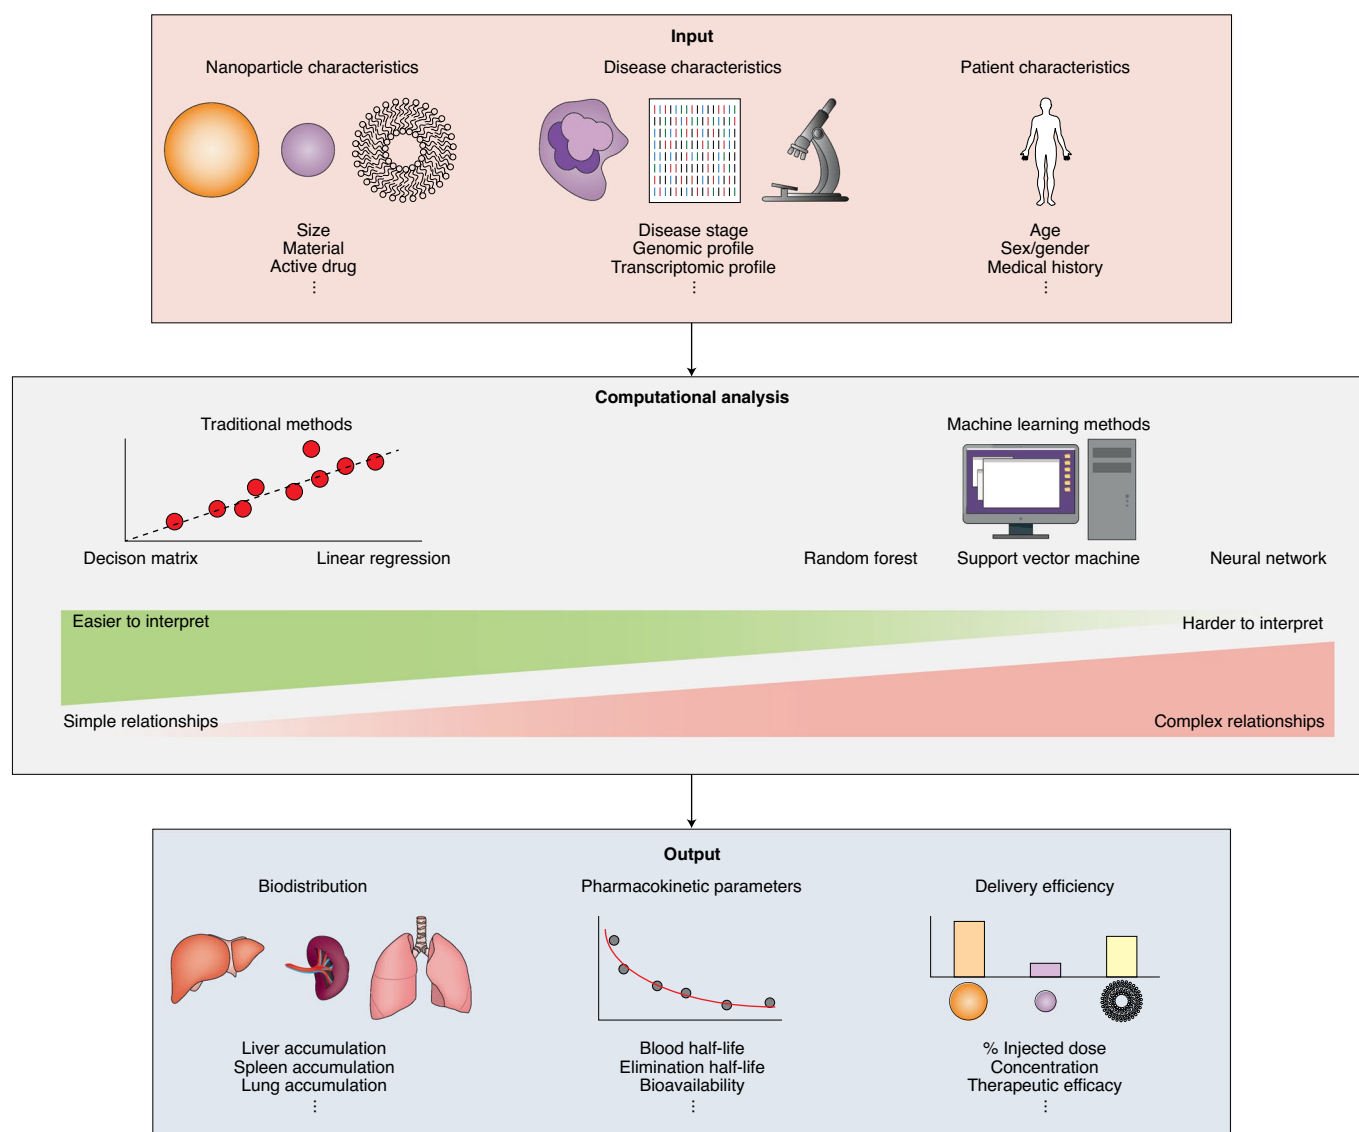 Input
Nanoparticle characteristics
Disease characteristics
Patient characteristics
Size
Material
Active drug
⋮
Disease stage
Genomic profile
Transcriptomic profile
⋮
Age
Sex/gender
Medical history
⋮
Computational analysis
Traditional methods
Machine learning methods
Decison matrix
Linear regression
Random forest
Support vector machine
Neural network
Easier to interpret
Harder to interpret
Simple relationships
Complex relationships
Output
Biodistribution
Pharmacokinetic parameters
Delivery efficiency
Liver accumulation
Spleen accumulation
Lung accumulation
⋮
Blood half-life
Elimination half-life
Bioavailability
⋮
% Injected dose
Concentration
Therapeutic efficacy
⋮